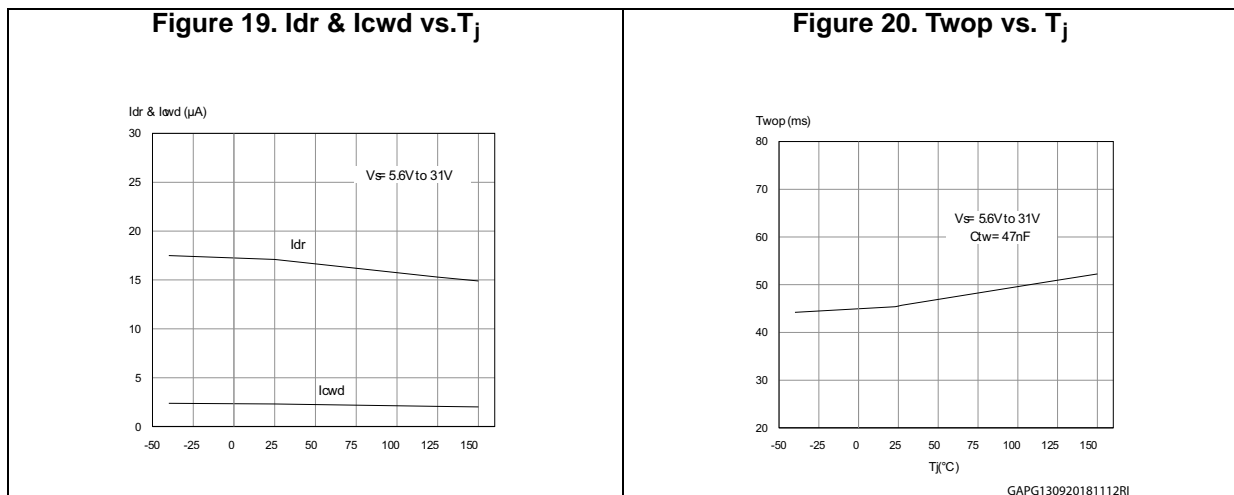 Figure 19. Idr & Icwd vs.Tj
Idr & Icwd (µA)
30
25
20
15
10
5
0
Vs= 5.6V to 31V
Idr
Icwd
-50 -25 0 25 50 75 100 125 150
Figure 20. Twop vs. Tj
Twop (ms)
80
70
60
50
40
30
20
Vs= 5.6V to 31V
Ctw= 47nF
-50 -25 0 25 50 75 100 125 150
Tj(°C)
GAPG130920181112RI